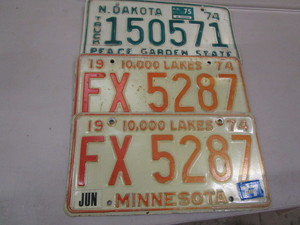 N.DAKOTA 75 74
TRUCK 150571
PEACE GARDEN STATE
19 10,000 LAKES 74
FX 5287
19 10,000 LAKES 74
FX 5287
JUN MINNESOTA